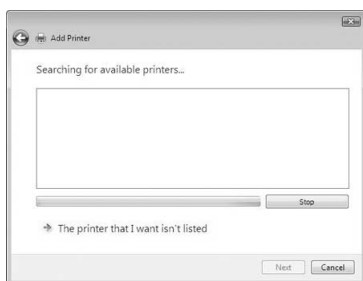 Add Printer
Searching for available printers...
Stop
The printer that I want isn't listed
Next Cancel